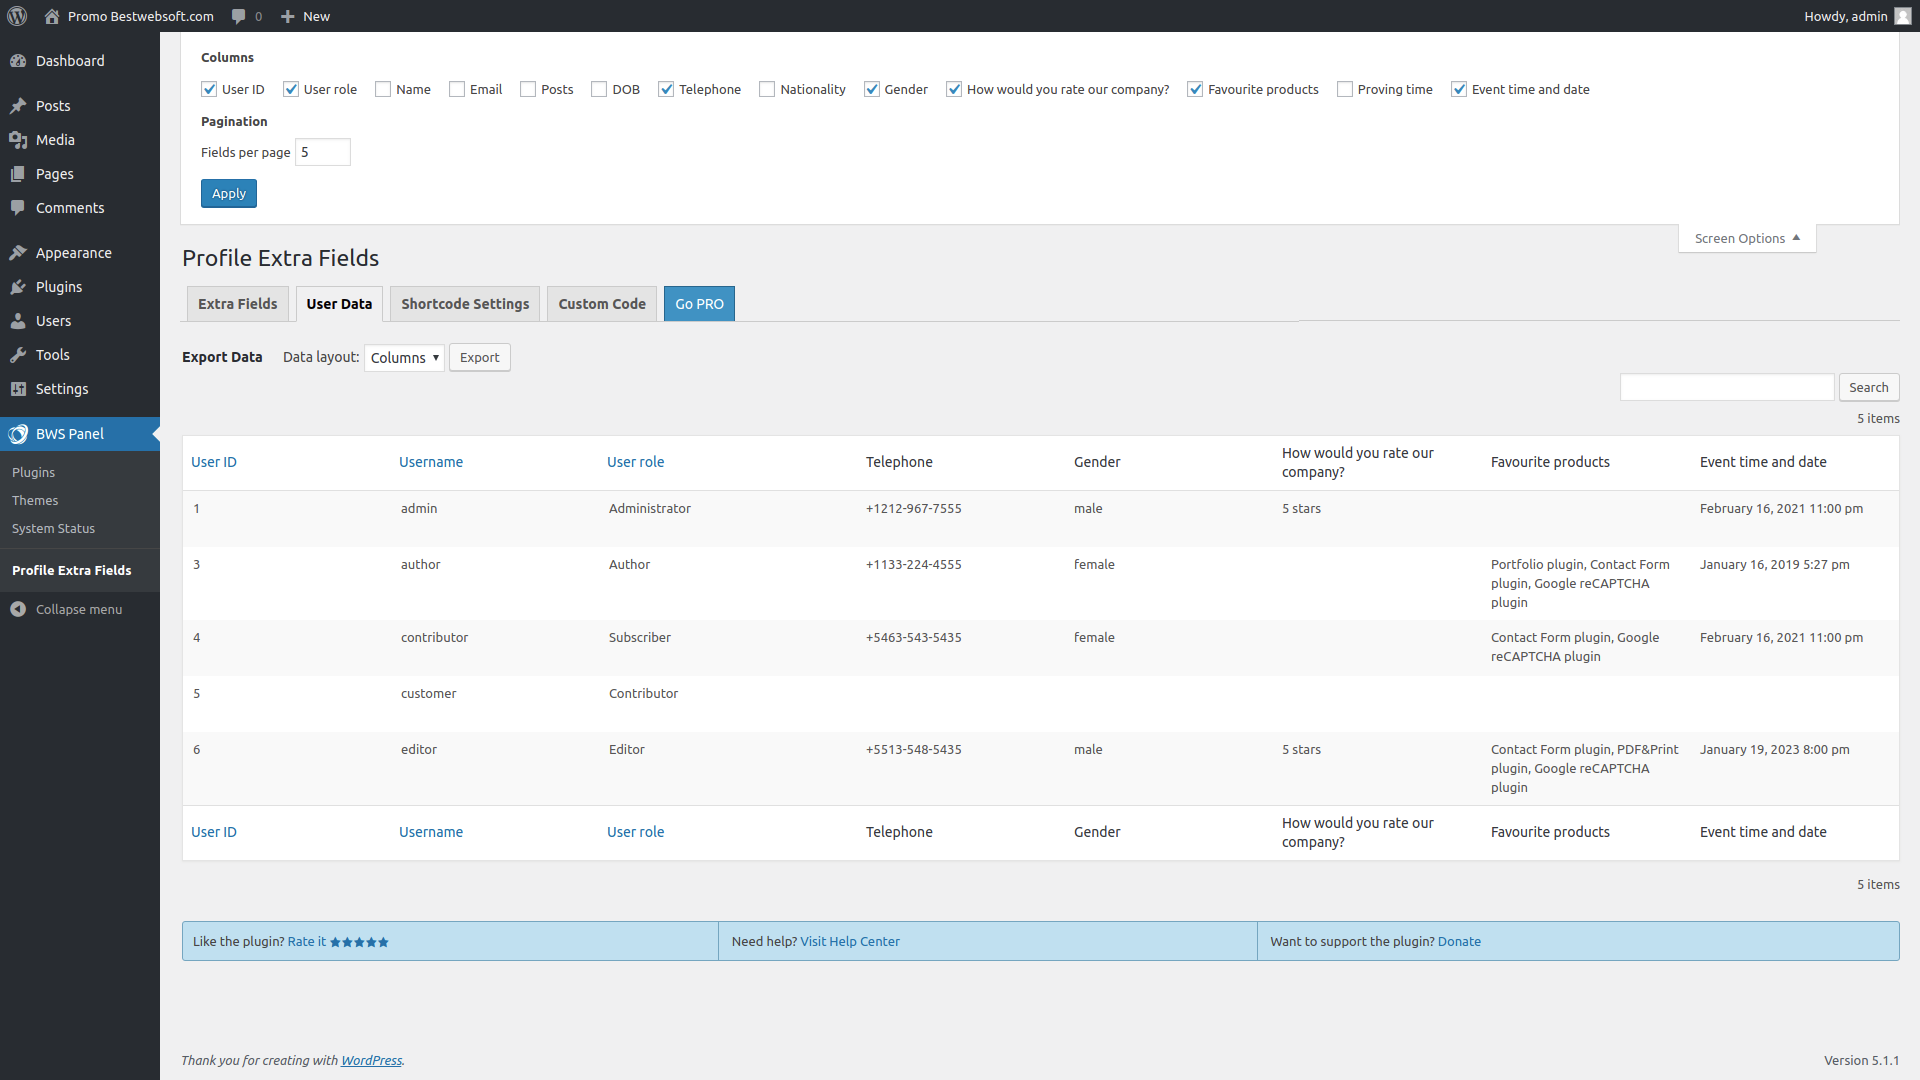 Promo Bestwebsoft.com 0 New Howdy, admin
Dashboard
Posts
Media
Pages
Comments
Appearance
Plugins
Users
Tools
Settings
BWS Panel
Plugins
Themes
System Status
Profile Extra Fields
Collapse menu
Columns
User ID User role Name Email Posts DOB Telephone Nationality Gender How would you rate our company? Favourite products Proving time Event time and date
Pagination
Fields per page 5
Apply
Screen Options
Profile Extra Fields
Extra Fields User Data Shortcode Settings Custom Code Go PRO
Export Data Data layout: Columns Export
Search
5 items
User ID Username User role Telephone Gender How would you rate our company? Favourite products Event time and date
1 admin Administrator +1212-967-7555 male 5 stars February 16, 2021 11:00 pm
3 author Author +1133-224-4555 female Portfolio plugin, Contact Form plugin, Google reCAPTCHA plugin January 16, 2019 5:27 pm
4 contributor Subscriber +5463-543-5435 female Contact Form plugin, Google reCAPTCHA plugin February 16, 2021 11:00 pm
5 customer Contributor
6 editor Editor +5513-548-5435 male 5 stars Contact Form plugin, PDF&Print plugin, Google reCAPTCHA plugin January 19, 2023 8:00 pm
User ID Username User role Telephone Gender How would you rate our company? Favourite products Event time and date
5 items
Like the plugin? Rate it ★★★★★ Need help? Visit Help Center Want to support the plugin? Donate
Thank you for creating with WordPress. Version 5.1.1